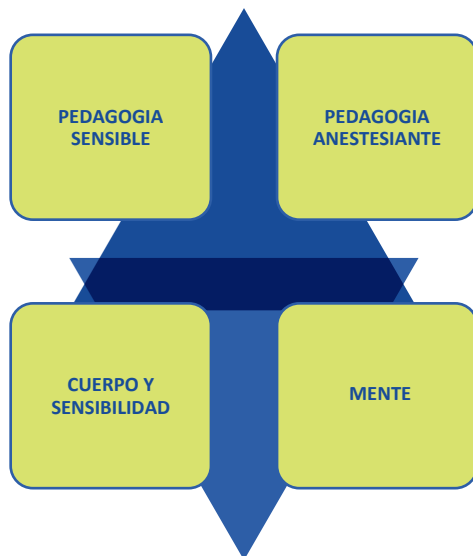 PEDAGOGIA
SENSIBLE
PEDAGOGIA
ANESTESIANTE
CUERPO Y
SENSIBILIDAD
MENTE